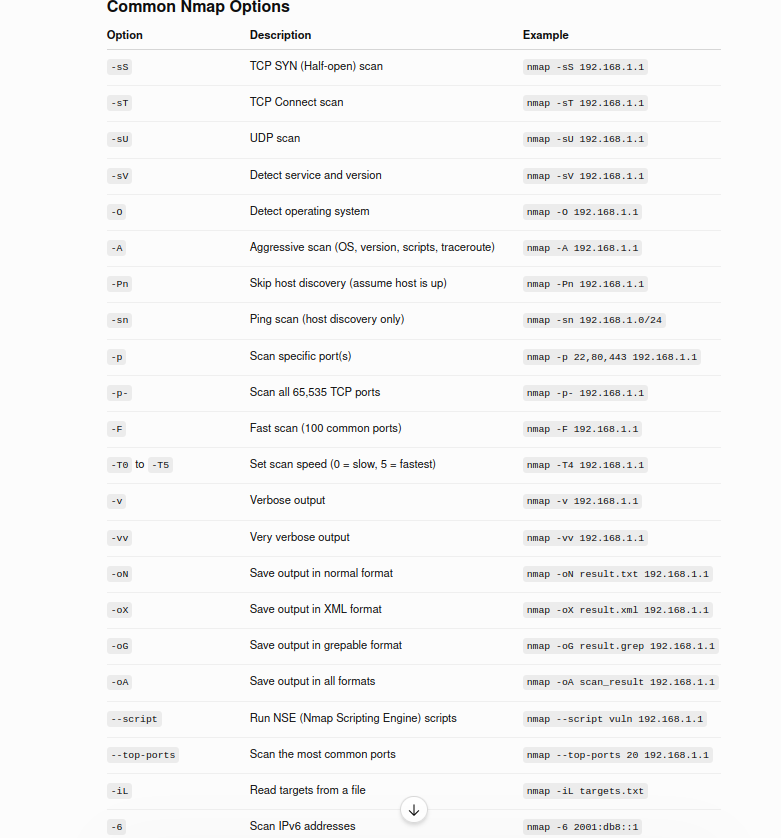 Common Nmap Options
Option Description Example
-sS TCP SYN (Half-open) scan nmap -sS 192.168.1.1
-sT TCP Connect scan nmap -sT 192.168.1.1
-sU UDP scan nmap -sU 192.168.1.1
-sV Detect service and version nmap -sV 192.168.1.1
-O Detect operating system nmap -O 192.168.1.1
-A Aggressive scan (OS, version, scripts, traceroute) nmap -A 192.168.1.1
-Pn Skip host discovery (assume host is up) nmap -Pn 192.168.1.1
-sn Ping scan (host discovery only) nmap -sn 192.168.1.0/24
-p Scan specific port(s) nmap -p 22,80,443 192.168.1.1
-p- Scan all 65,535 TCP ports nmap -p- 192.168.1.1
-F Fast scan (100 common ports) nmap -F 192.168.1.1
-T0 to -T5 Set scan speed (0 = slow, 5 = fastest) nmap -T4 192.168.1.1
-v Verbose output nmap -v 192.168.1.1
-vv Very verbose output nmap -vv 192.168.1.1
-oN Save output in normal format nmap -oN result.txt 192.168.1.1
-oX Save output in XML format nmap -oX result.xml 192.168.1.1
-oG Save output in grepable format nmap -oG result.grep 192.168.1.1
-oA Save output in all formats nmap -oA scan_result 192.168.1.1
--script Run NSE (Nmap Scripting Engine) scripts nmap --script vuln 192.168.1.1
--top-ports Scan the most common ports nmap --top-ports 20 192.168.1.1
-iL Read targets from a file nmap -iL targets.txt
-6 Scan IPv6 addresses nmap -6 2001:db8::1